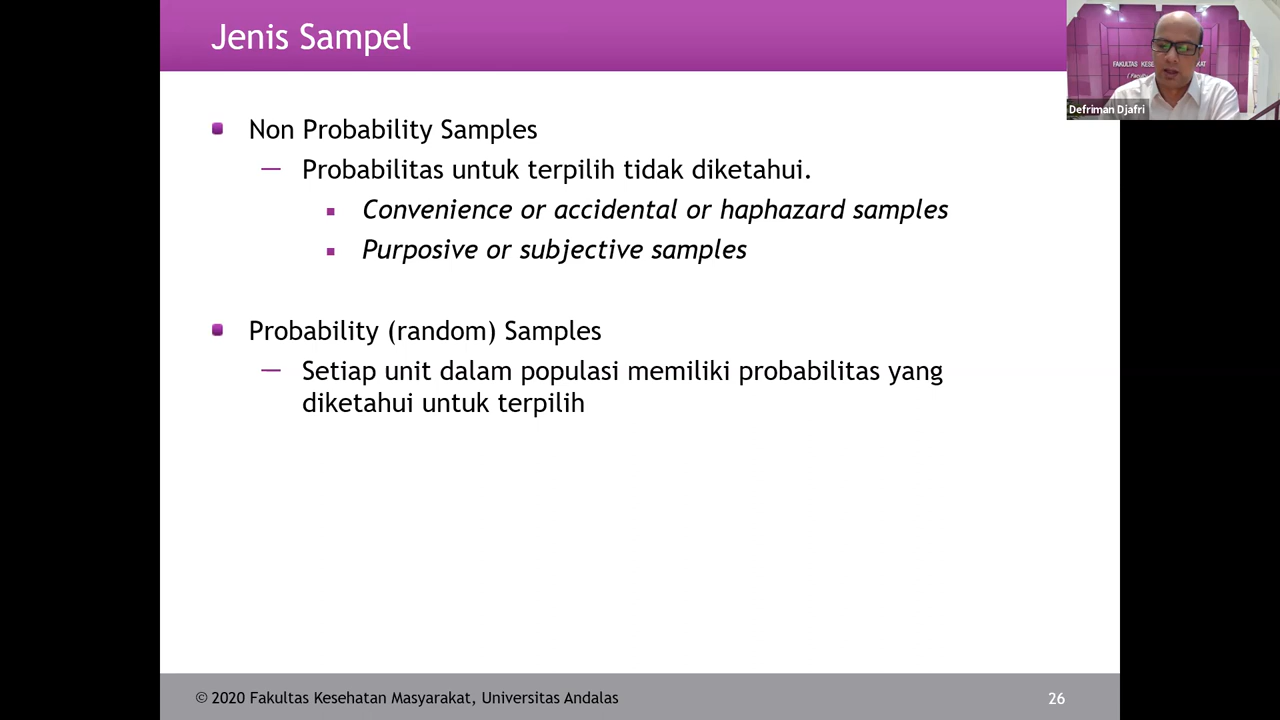 Jenis Sampel
Non Probability Samples
— Probabilitas untuk terpilih tidak diketahui.
Convenience or accidental or haphazard samples
Purposive or subjective samples
Probability (random) Samples
— Setiap unit dalam populasi memiliki probabilitas yang
diketahui untuk terpilih
© 2020 Fakultas Kesehatan Masyarakat, Universitas Andalas
26
Defriman Djafri